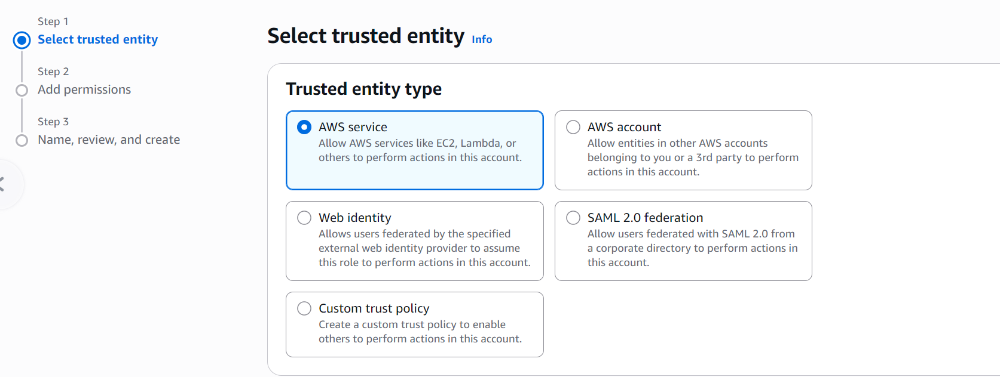 Step 1
Select trusted entity
Step 2
Add permissions
Step 3
Name, review, and create
Select trusted entity Info
Trusted entity type
AWS service
Allow AWS services like EC2, Lambda, or
others to perform actions in this account.
AWS account
Allow entities in other AWS accounts
belonging to you or a 3rd party to perform
actions in this account.
Web identity
Allows users federated by the specified
external web identity provider to assume
this role to perform actions in this account.
SAML 2.0 federation
Allow users federated with SAML 2.0 from
a corporate directory to perform actions in
this account.
Custom trust policy
Create a custom trust policy to enable
others to perform actions in this account.